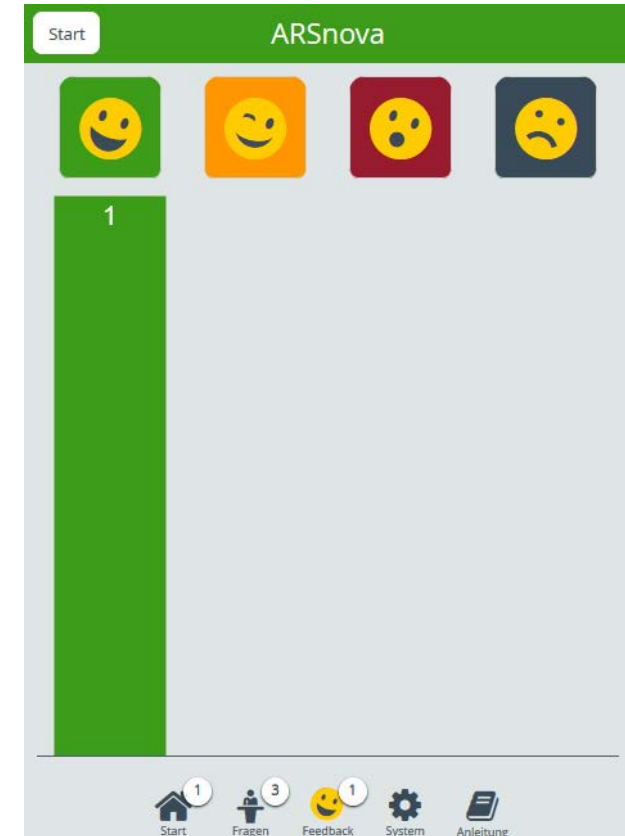 Start
ARSnova
1
1
3
1
Start
Fragen
Feedback
System
Anleitung